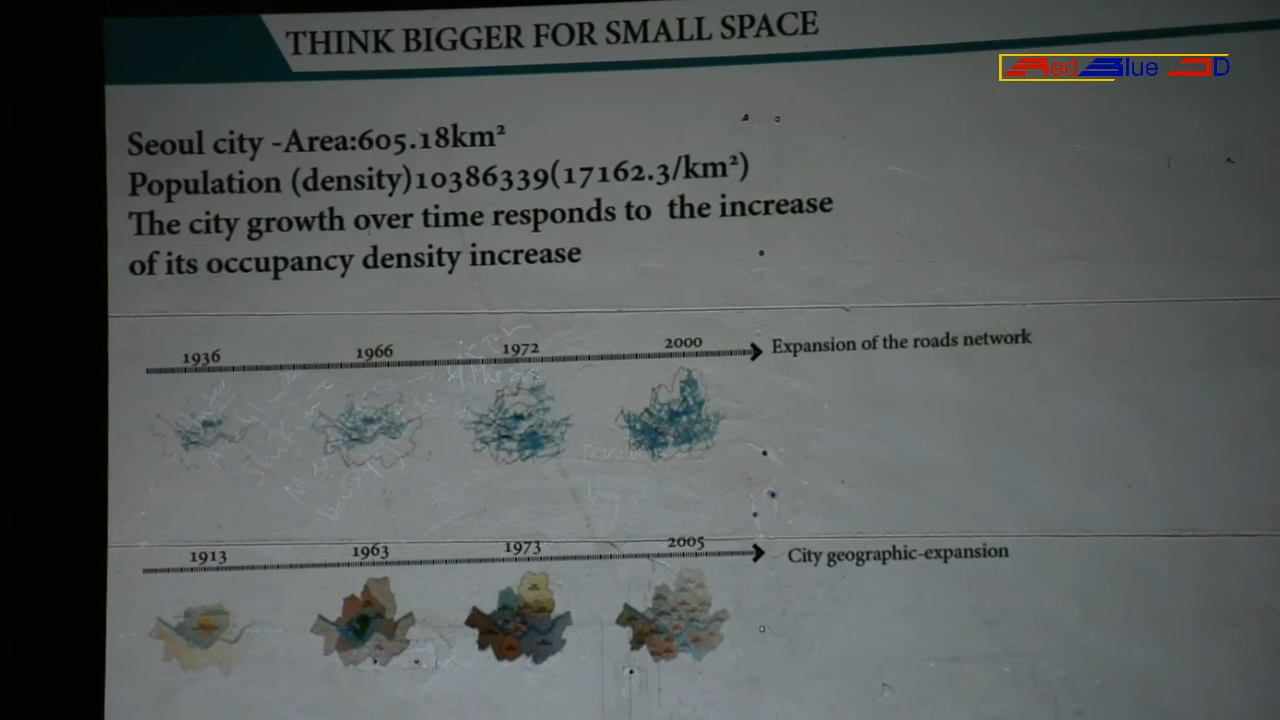 THINK BIGGER FOR SMALL SPACE
RedBlue 3D
Seoul city -Area:605.18km²
Population (density)10386339(17162.3/km²)
The city growth over time responds to the increase
of its occupancy density increase
1936 1966 1972 2000 Expansion of the roads network
1913 1963 1973 2005 City geographic-expansion